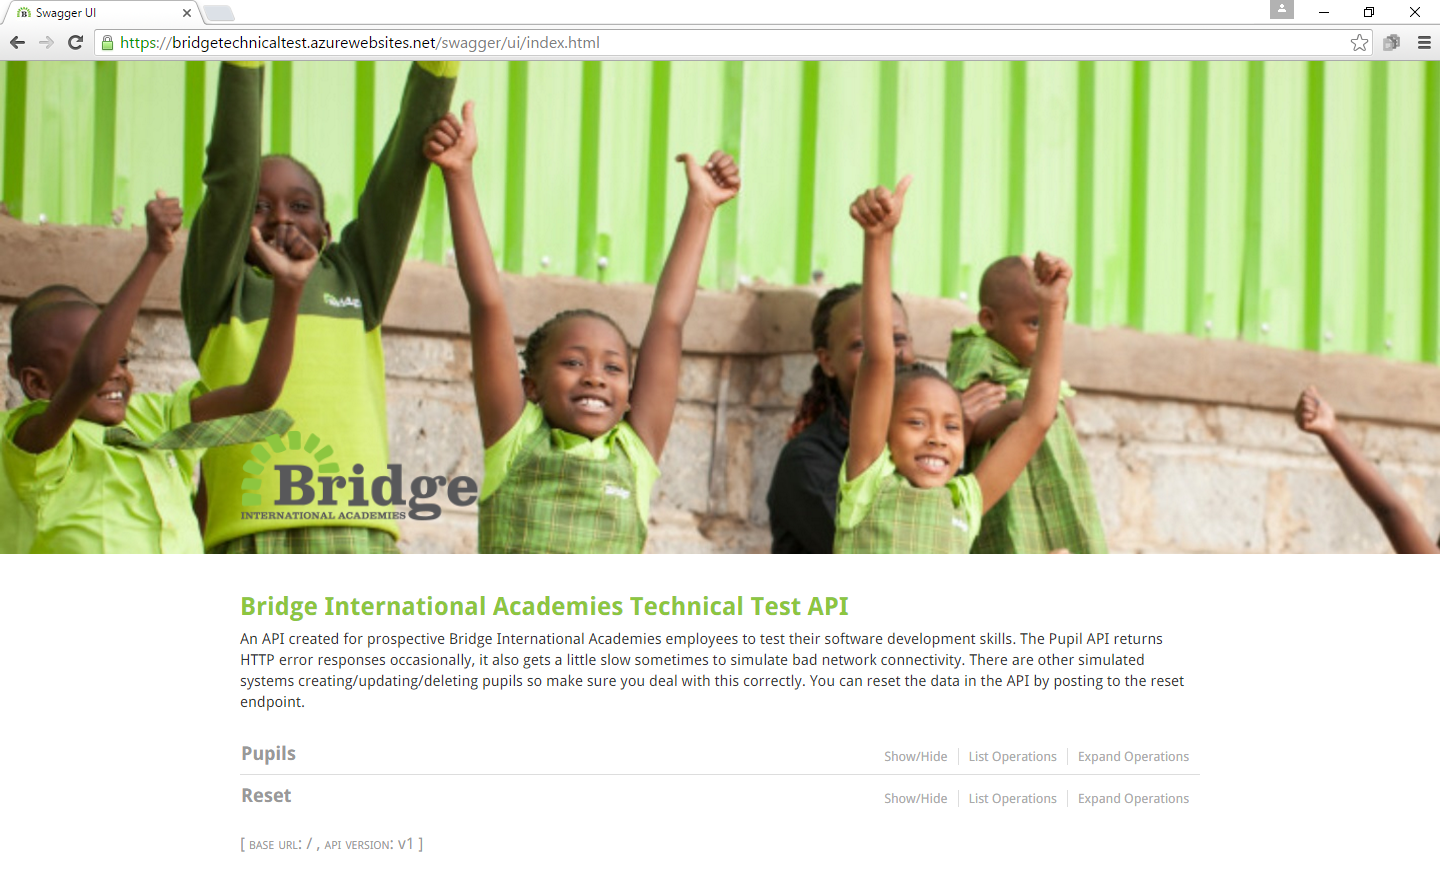 Swagger UI
https://bridgetechnicaltest.azurewebsites.net/swagger/ui/index.html
Bridge
INTERNATIONAL ACADEMIES
Bridge International Academies Technical Test API
An API created for prospective Bridge International Academies employees to test their software development skills. The Pupil API returns
HTTP error responses occasionally, it also gets a little slow sometimes to simulate bad network connectivity. There are other simulated
systems creating/updating/deleting pupils so make sure you deal with this correctly. You can reset the data in the API by posting to the reset
endpoint.
Pupils Show/Hide List Operations Expand Operations
Reset Show/Hide List Operations Expand Operations
[ BASE URL: / , API VERSION: V1 ]